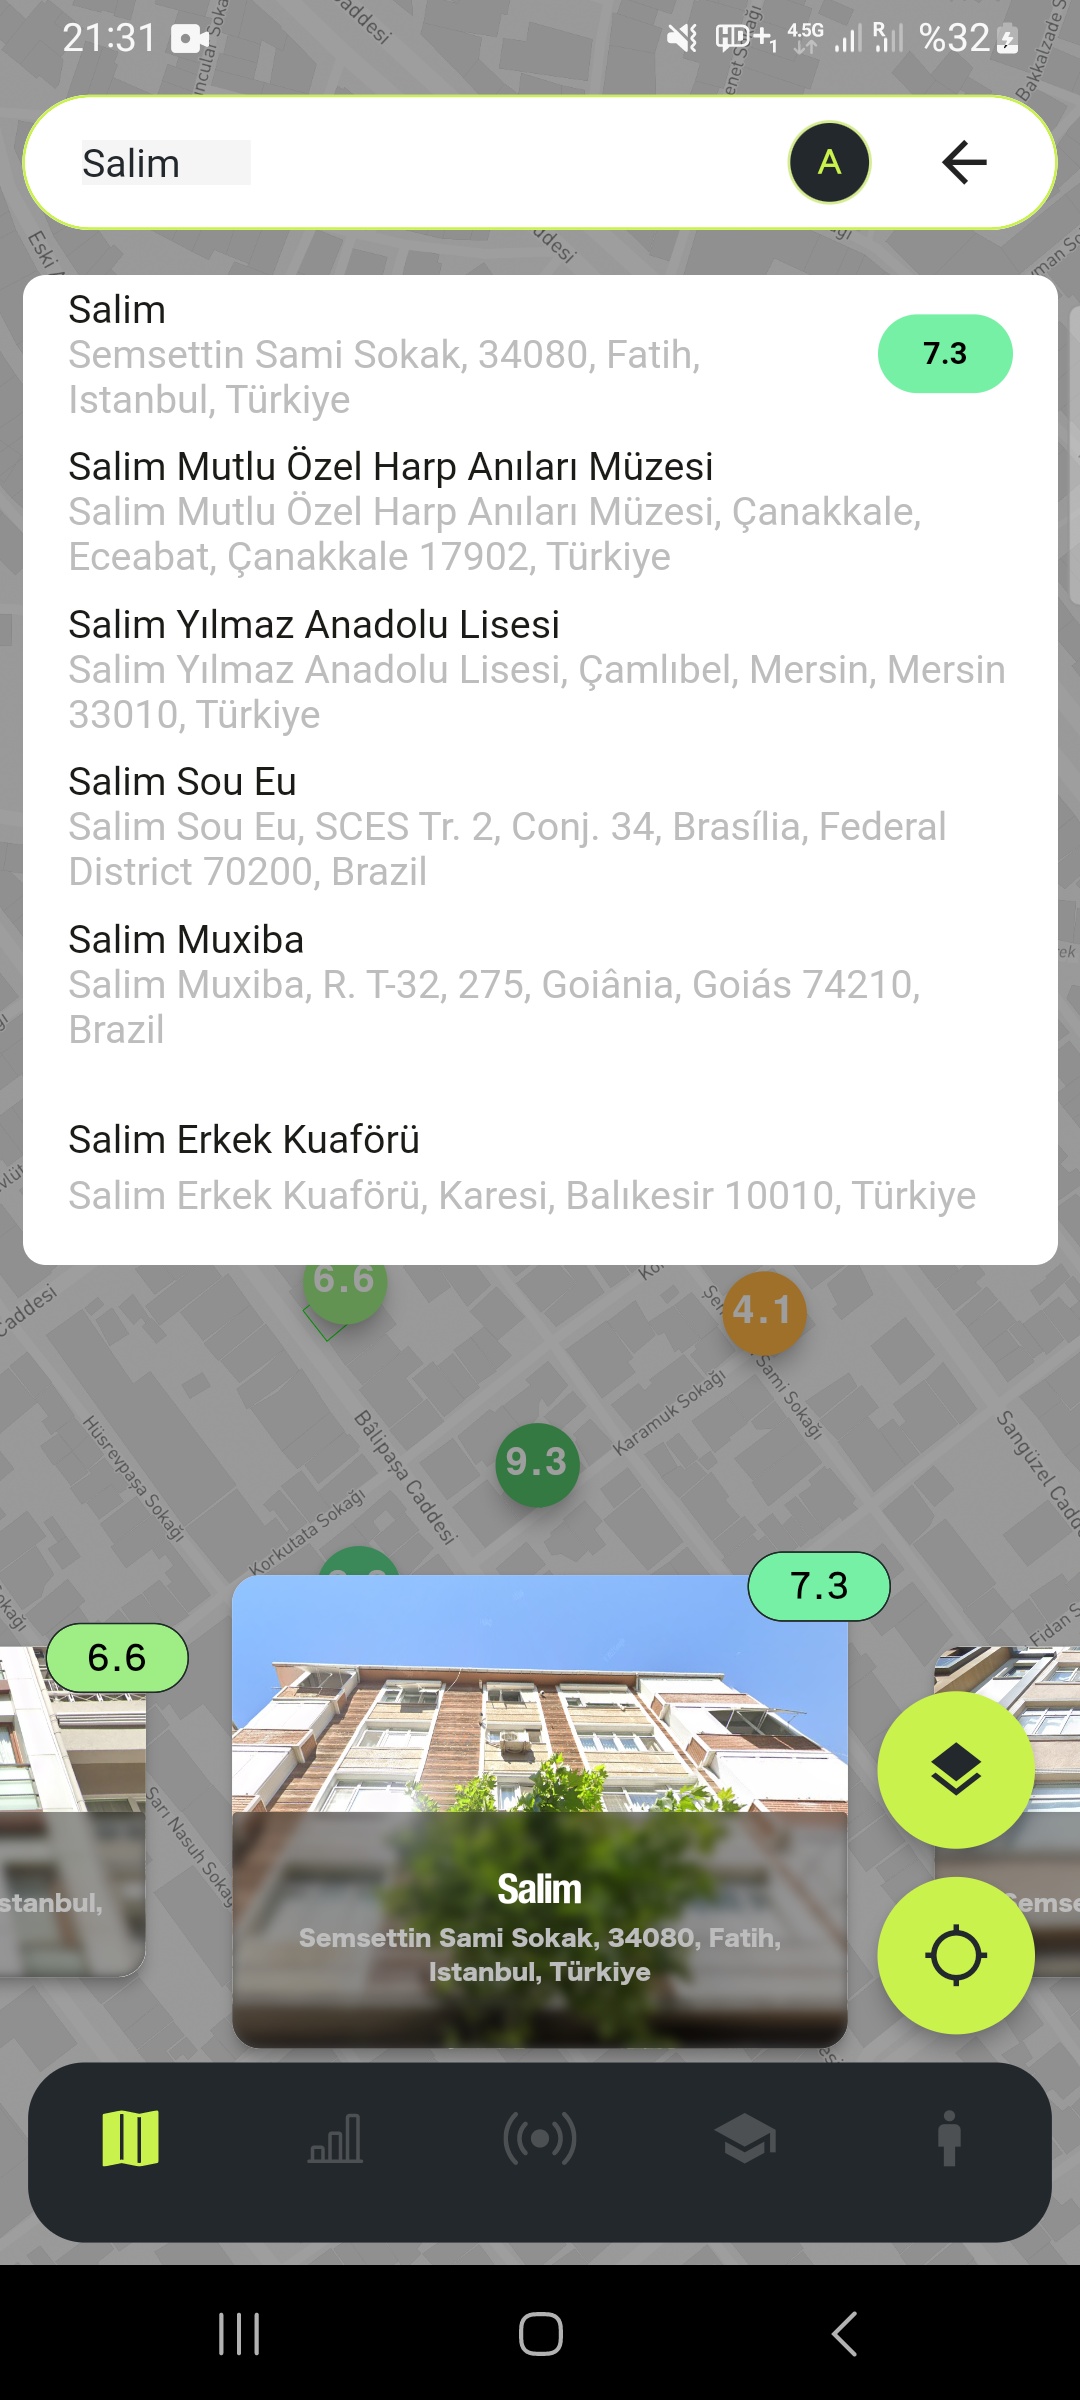 21:31
HD+1 4.5G R %32
Salim
A
Salim
Semsettin Sami Sokak, 34080, Fatih,
Istanbul, Türkiye
7.3
Salim Mutlu Özel Harp Anıları Müzesi
Salim Mutlu Özel Harp Anıları Müzesi, Çanakkale,
Eceabat, Çanakkale 17902, Türkiye
Salim Yılmaz Anadolu Lisesi
Salim Yılmaz Anadolu Lisesi, Çamlıbel, Mersin, Mersin
33010, Türkiye
Salim Sou Eu
Salim Sou Eu, SCES Tr. 2, Conj. 34, Brasília, Federal
District 70200, Brazil
Salim Muxiba
Salim Muxiba, R. T-32, 275, Goiânia, Goiás 74210,
Brazil
Salim Erkek Kuaförü
Salim Erkek Kuaförü, Karesi, Balıkesir 10010, Türkiye
6.6
4.1
Caddesi
Sami Sokağı
Karamuk Sokağı
Hüsrevpaşa Sokağı
Bâlipaşa Caddesi
9.3
Korkutata Sokağı
7.3
6.6
Sarı Nasuh
Salim
Semsettin Sami Sokak, 34080, Fatih,
Istanbul, Türkiye